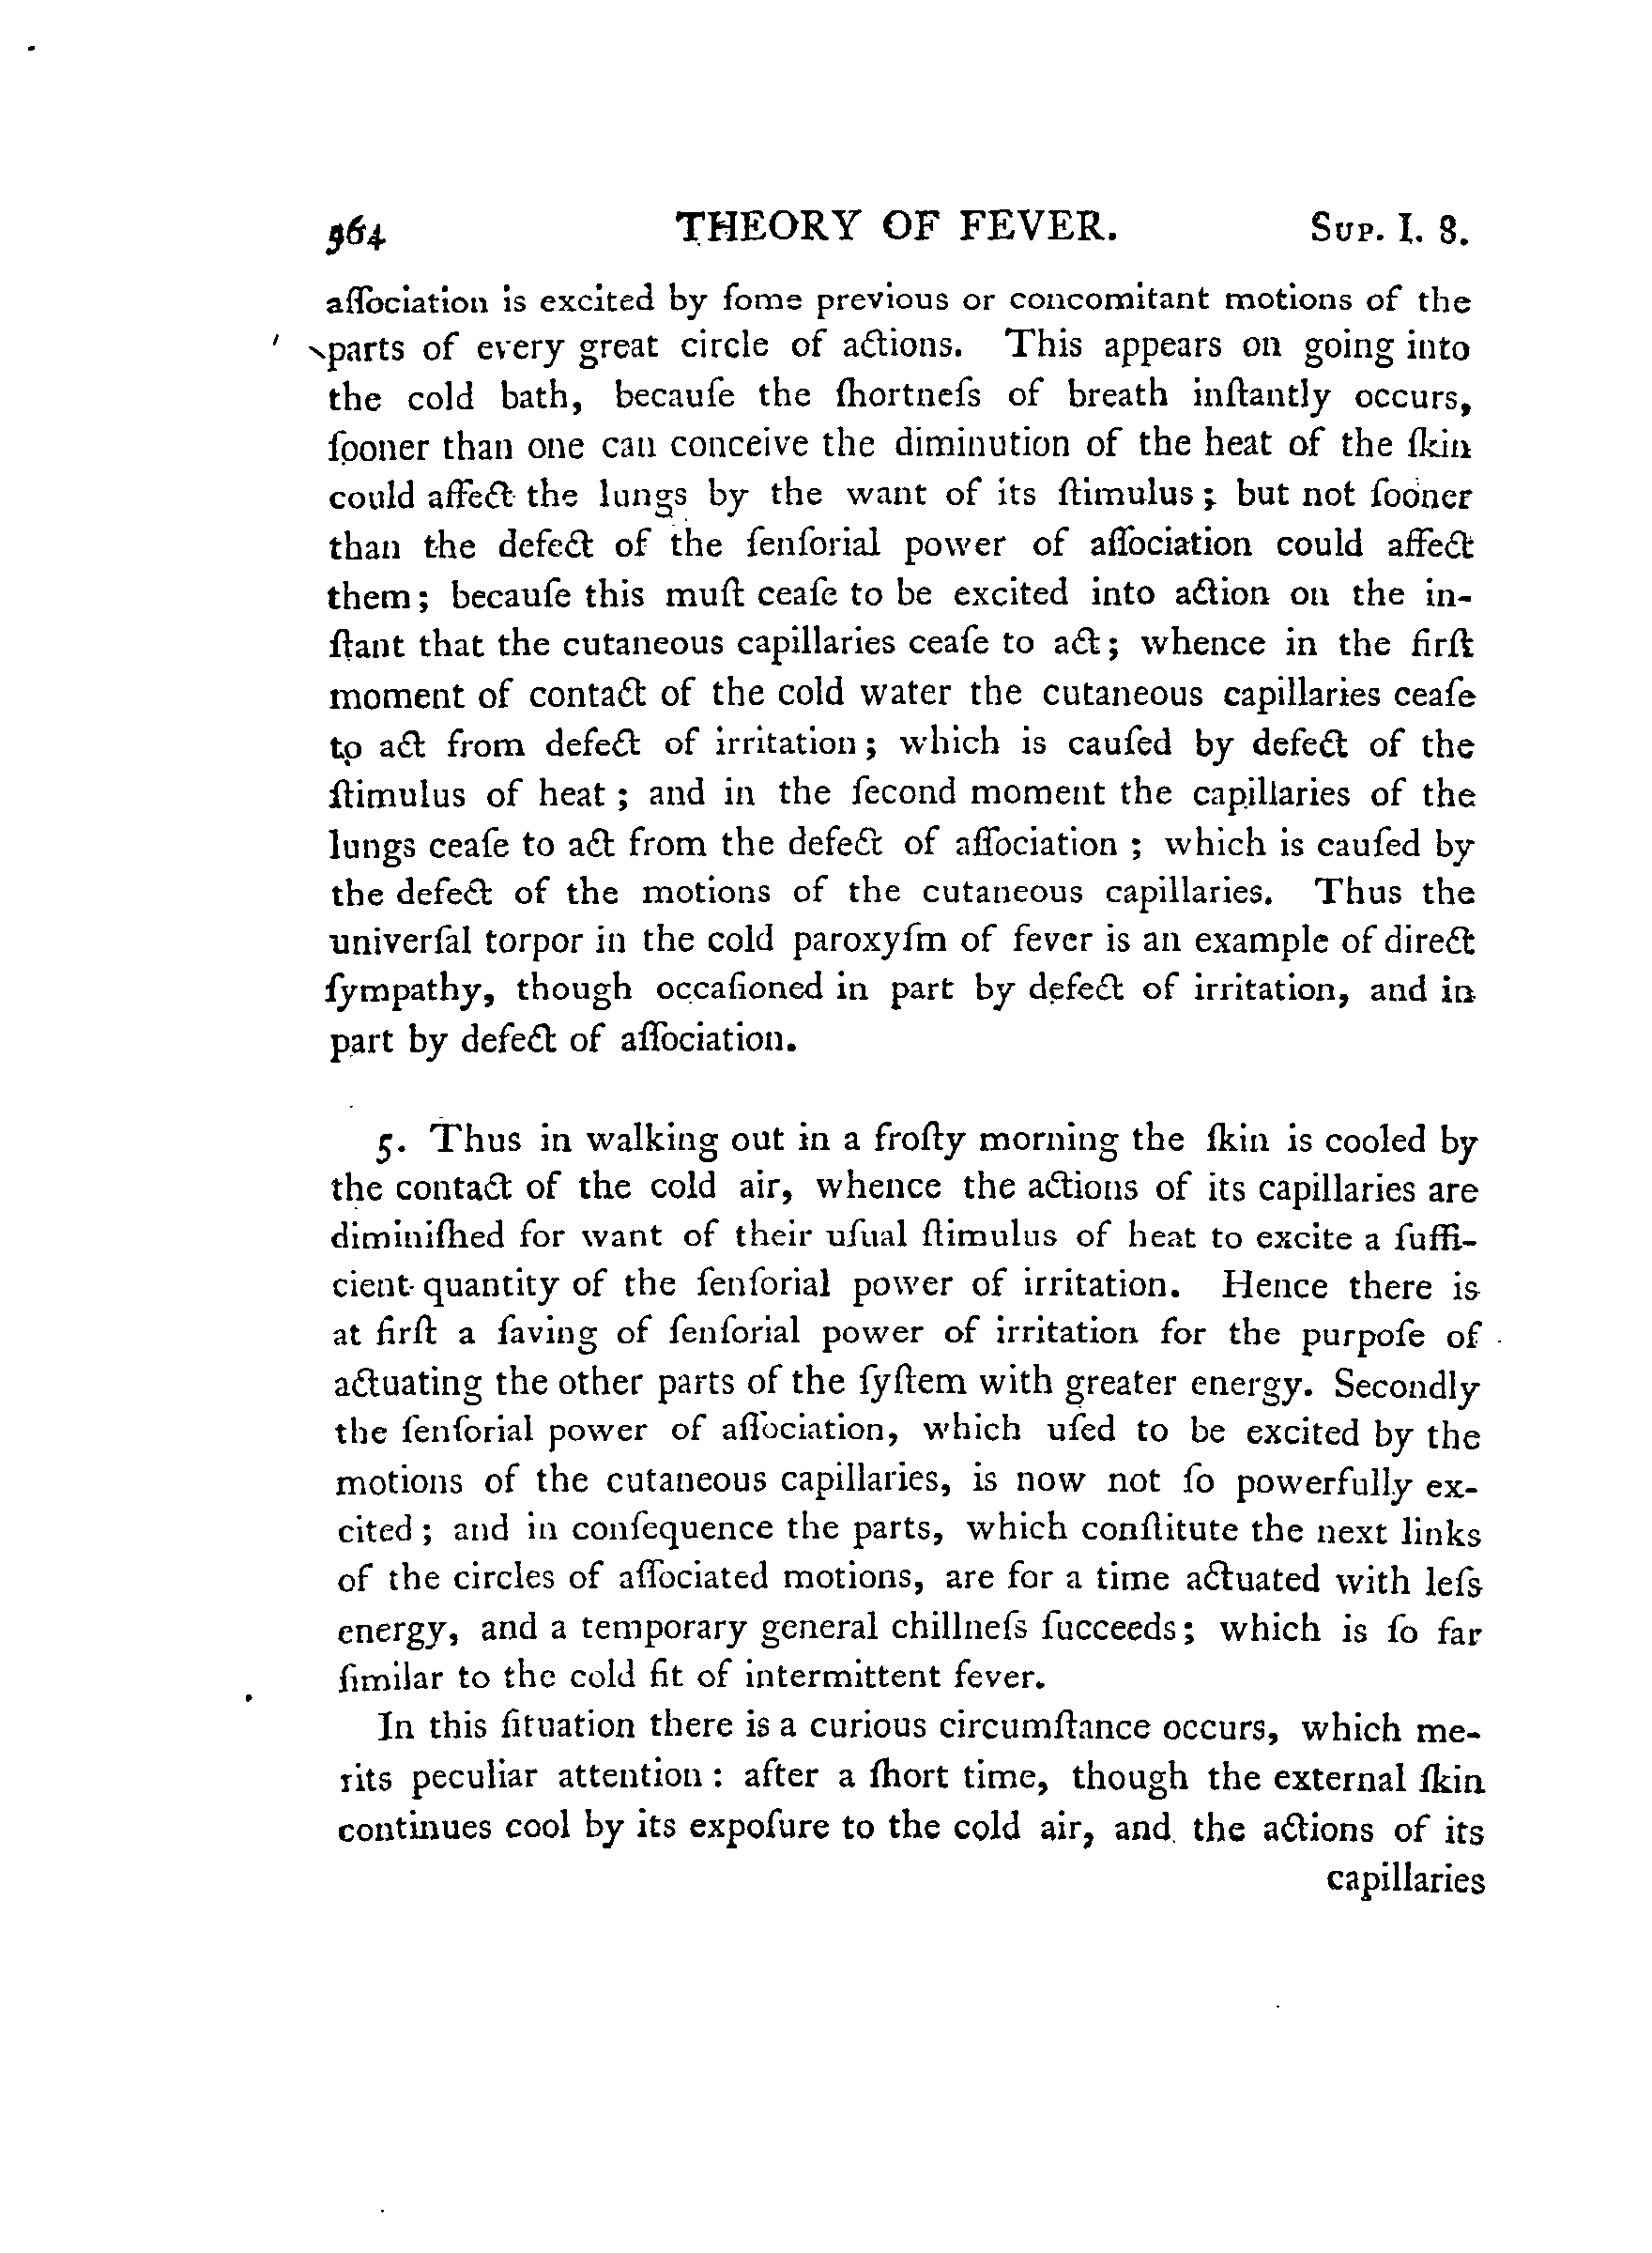 564 THEORY OF FEVER. SUP. I. 8.
aſſociation is excited by ſome previous or concomitant motions of the
parts of every great circle of actions. This appears on going into
the cold bath, becauſe the ſhortneſs of breath inſtantly occurs,
ſooner than one can conceive the diminution of the heat of the ſkin
could affect the lungs by the want of its ſtimulus; but not ſooner
than the defect of the ſenſorial power of aſſociation could affect
them; becauſe this muſt ceaſe to be excited into action on the in-
ſtant that the cutaneous capillaries ceaſe to act; whence in the firſt
moment of contact of the cold water the cutaneous capillaries ceaſe
to act from defect of irritation; which is cauſed by defect of the
ſtimulus of heat; and in the ſecond moment the capillaries of the
lungs ceaſe to act from the defect of aſſociation; which is cauſed by
the defect of the motions of the cutaneous capillaries. Thus the
univerſal torpor in the cold paroxyſm of fever is an example of direct
ſympathy, though occaſioned in part by defect of irritation, and in
part by defect of aſſociation.
5. Thus in walking out in a froſty morning the ſkin is cooled by
the contact of the cold air, whence the actions of its capillaries are
diminiſhed for want of their uſual ſtimulus of heat to excite a ſuffi-
cient quantity of the ſenſorial power of irritation. Hence there is
at firſt a ſaving of ſenſorial power of irritation for the purpoſe of
actuating the other parts of the ſyſtem with greater energy. Secondly
the ſenſorial power of aſſociation, which uſed to be excited by the
motions of the cutaneous capillaries, is now not ſo powerfully ex-
cited; and in conſequence the parts, which conſtitute the next links
of the circles of aſſociated motions, are for a time actuated with leſs
energy, and a temporary general chillneſs ſucceeds; which is ſo far
ſimilar to the cold fit of intermittent fever.
In this ſituation there is a curious circumſtance occurs, which me-
rits peculiar attention: after a ſhort time, though the external ſkin
continues cool by its expoſure to the cold air, and the actions of its
capillaries